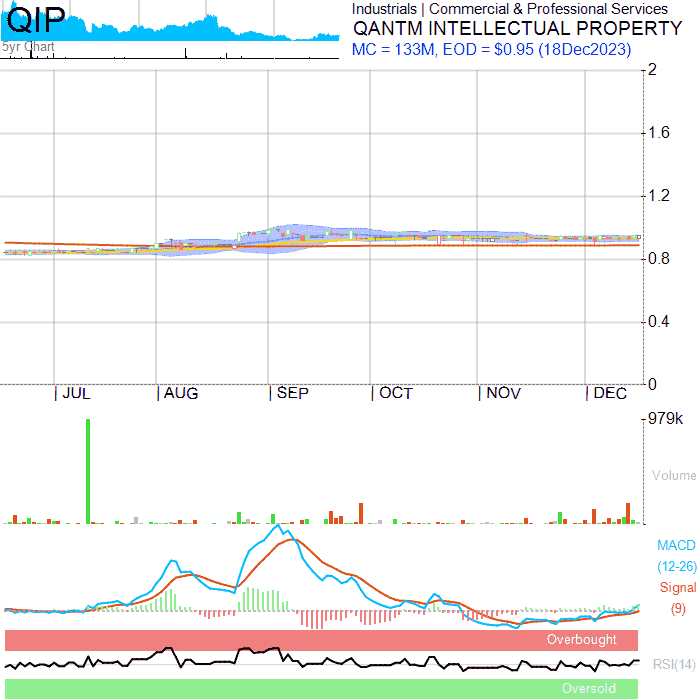 QIP
5yr Chart
Industrials | Commercial & Professional Services
QANTM INTELLECTUAL PROPERTY
MC = 133M, EOD = $0.95 (18Dec2023)
2
1.6
1.2
0.8
0.4
0
JUL AUG SEP OCT NOV DEC
979k
Volume
MACD
(12-26)
Signal
(9)
Overbought
RSI(14)
Oversold